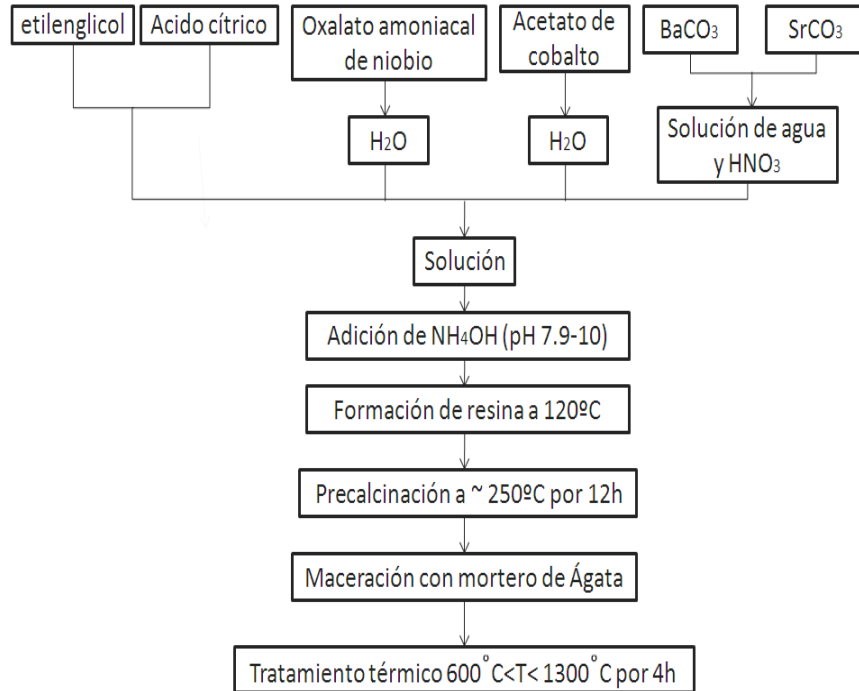 etilenglicol
Acido cítrico
Oxalato amoniacal
de niobio
Acetato de
cobalto
BaCO₃
SrCO₃
H₂O
H₂O
Solución de agua
y HNO₃
Solución
Adición de NH₄OH (pH 7.9-10)
Formación de resina a 120ºC
Precalcinación a ~ 250ºC por 12h
Maceración con mortero de Ágata
Tratamiento térmico 600°C<T< 1300°C por 4h